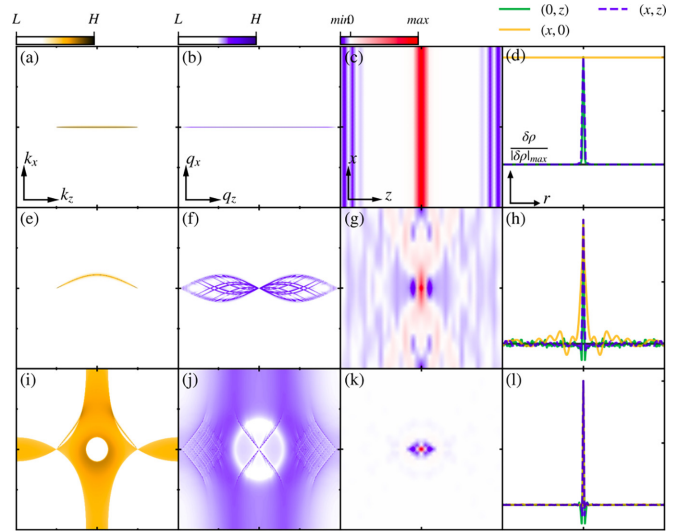 L H L H min 0 max (0, z) (x, z)
(x, 0)
(a) (b) (c) (d)
k_x q_x x δρ
|δρ|_max
k_z q_z z r
(e) (f) (g) (h)
(i) (j) (k) (l)